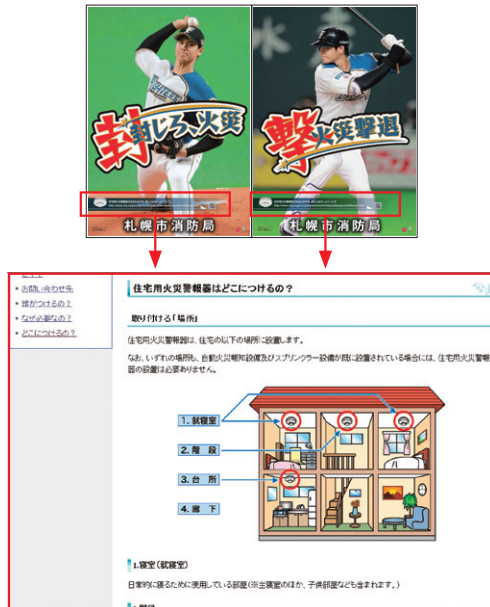 封じろ、火災
撃 火災撃退
札幌市消防局
札幌市消防局
お問い合わせ先
誰がつけるの？
なぜ必要なの？
どこにつけるの？
住宅用火災警報器はどこにつけるの？
取り付ける「場所」
住宅用火災警報器は、住宅の以下の場所に設置します。
なお、いずれの場所も、自動火災報知設備及びスプリンクラー設備が既に設置されている場合には、住宅用火災警報
器の設置は必要ありません。
1. 就寝室
2. 階　段
3. 台　所
4. 廊　下
1.寝室（就寝室）
日常的に寝るために使用している部屋（※主寝室のほか、子供部屋なども含まれます。）